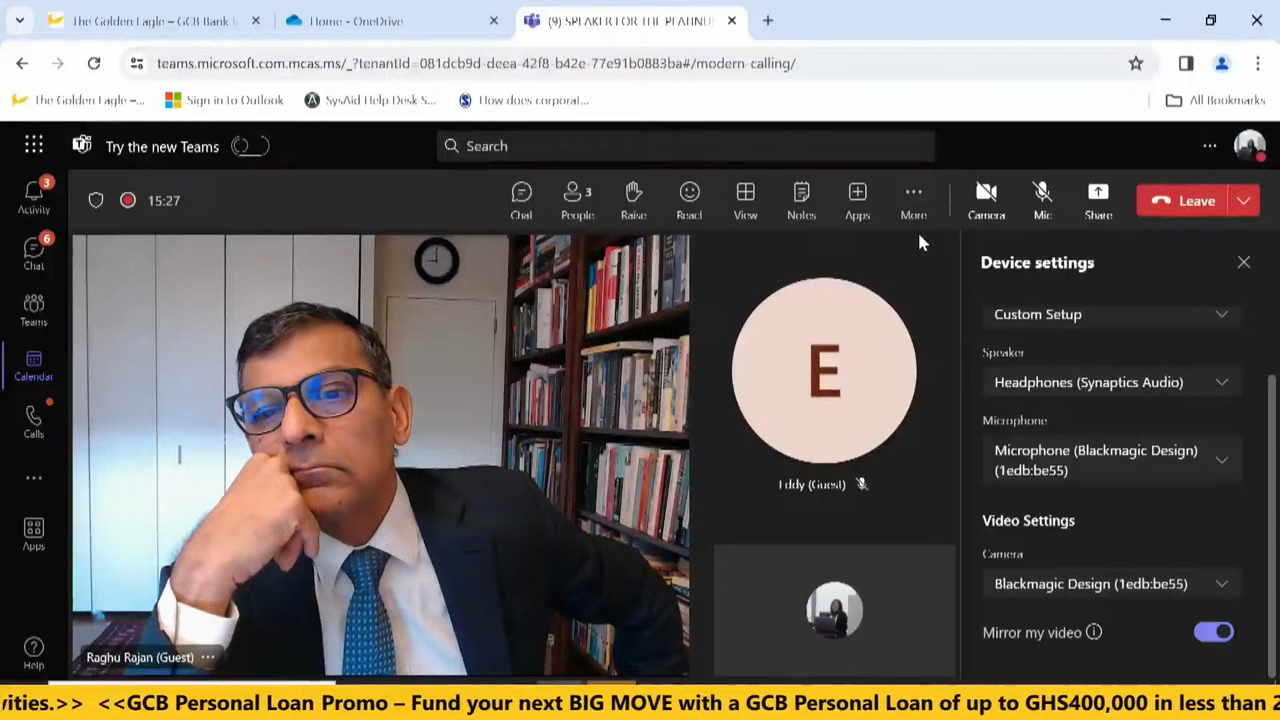 The Golden Eagle – GCB Bank
Home - OneDrive
(9) SPEAKER FOR THE PLATINU
teams.microsoft.com.mcas.ms/_?tenantId=081dcb9d-deea-42f8-b42e-77e91b0883ba#/modern-calling/
The Golden Eagle –...
Sign in to Outlook
SysAid Help Desk S...
How does corporat...
All Bookmarks
Try the new Teams
Search
Activity
3
Chat
6
Teams
Calendar
Calls
Apps
Help
15:27
Chat
People
3
Raise
React
View
Notes
Apps
More
Camera
Mic
Share
Leave
Raghu Rajan (Guest)
E
Eddy (Guest)
Device settings
Custom Setup
Speaker
Headphones (Synaptics Audio)
Microphone
Microphone (Blackmagic Design)
(1edb:be55)
Video Settings
Camera
Blackmagic Design (1edb:be55)
Mirror my video
vities.>> <<GCB Personal Loan Promo – Fund your next BIG MOVE with a GCB Personal Loan of up to GHS400,000 in less than 2